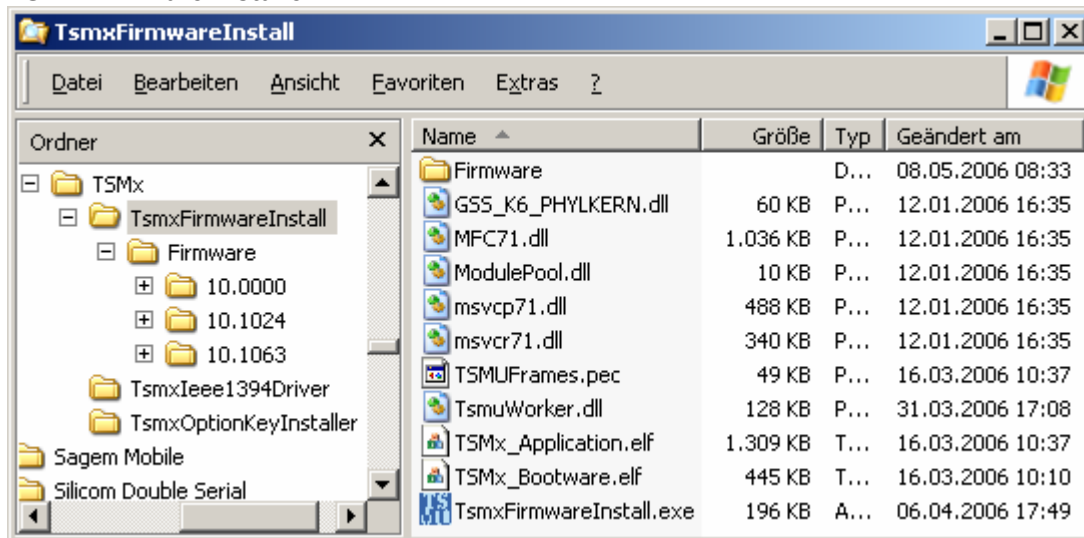 TsmxFirmwareInstall
Datei Bearbeiten Ansicht Favoriten Extras ?
Ordner
TSMx
TsmxFirmwareInstall
Firmware
10.0000
10.1024
10.1063
TsmxIeee1394Driver
TsmxOptionKeyInstaller
Sagem Mobile
Silicom Double Serial
Name Größe Typ Geändert am
Firmware D... 08.05.2006 08:33
GS5_K6_PHYLKERN.dll 60 KB P... 12.01.2006 16:35
MFC71.dll 1.036 KB P... 12.01.2006 16:35
ModulePool.dll 10 KB P... 12.01.2006 16:35
msvcp71.dll 488 KB P... 12.01.2006 16:35
msvcr71.dll 340 KB P... 12.01.2006 16:35
TSMUFrames.pec 49 KB P... 16.03.2006 10:37
TsmuWorker.dll 128 KB P... 31.03.2006 17:08
TSMx_Application.elf 1.309 KB T... 16.03.2006 10:37
TSMx_Bootware.elf 445 KB T... 16.03.2006 10:10
TsmxFirmwareInstall.exe 196 KB A... 06.04.2006 17:49